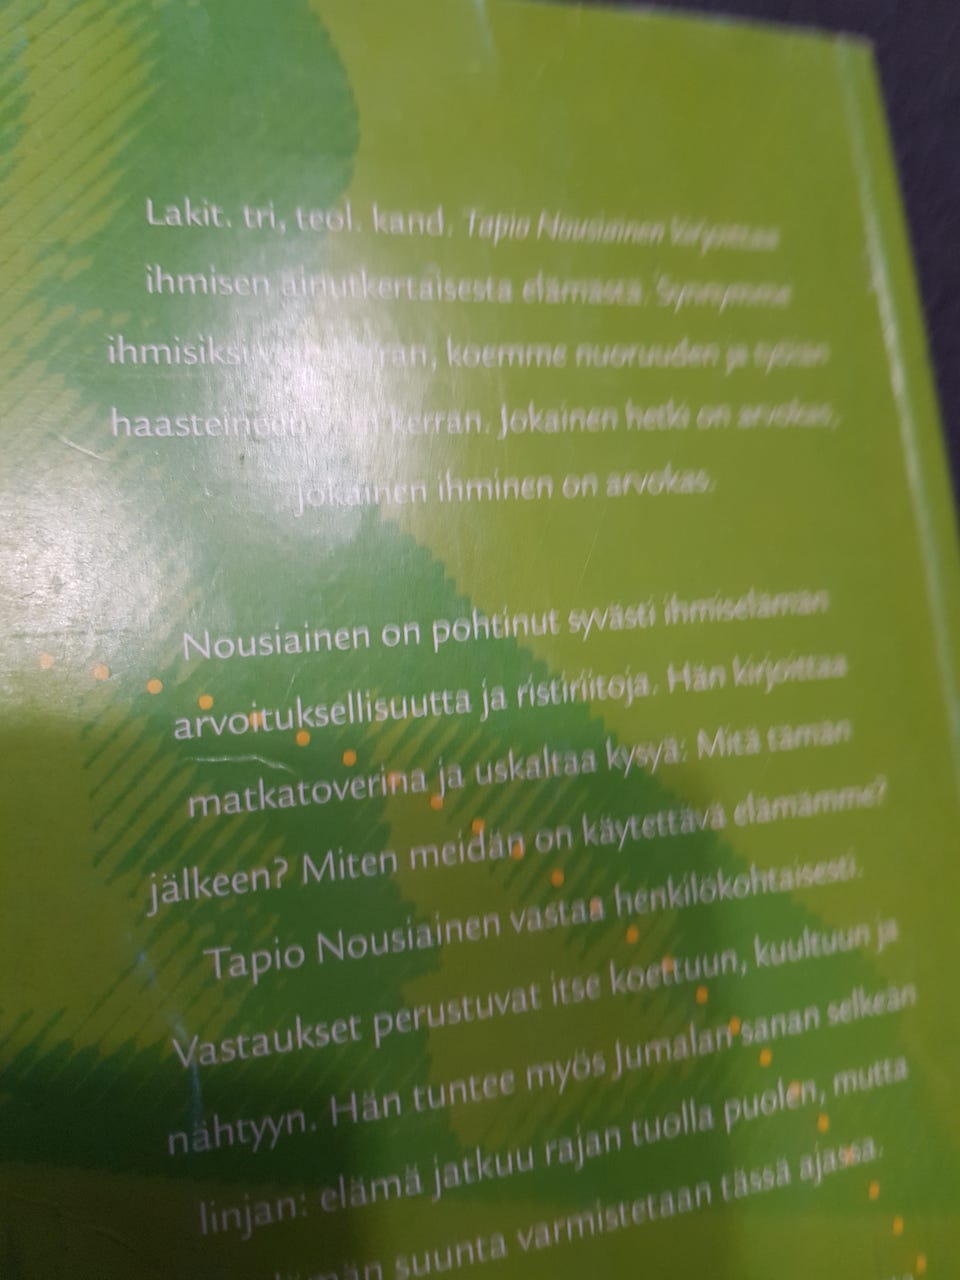 Lakit. tri, teol. kand. Tapio Nousiainen kirjoittaa
ihmisen ainutkertaisesta elämästä. Synnymme
ihmisiksi kerran, koemme nuoruuden ja työiän
haasteineen kerran. Jokainen hetki on arvokas,
jokainen ihminen on arvokas.
Nousiainen on pohtinut syvästi ihmiselämän
arvoituksellisuutta ja ristiriitoja. Hän kirjoittaa
matkatoverina ja uskaltaa kysyä: Mitä tämän
jälkeen? Miten meidän on käytettävä elämämme?
Tapio Nousiainen vastaa henkilökohtaisesti.
Vastaukset perustuvat itse koettuun, kuultuun ja
nähtyyn. Hän tuntee myös Jumalan sanan selkeän
linjan: elämä jatkuu rajan tuolla puolen, mutta
suunta varmistetaan tässä ajassa.